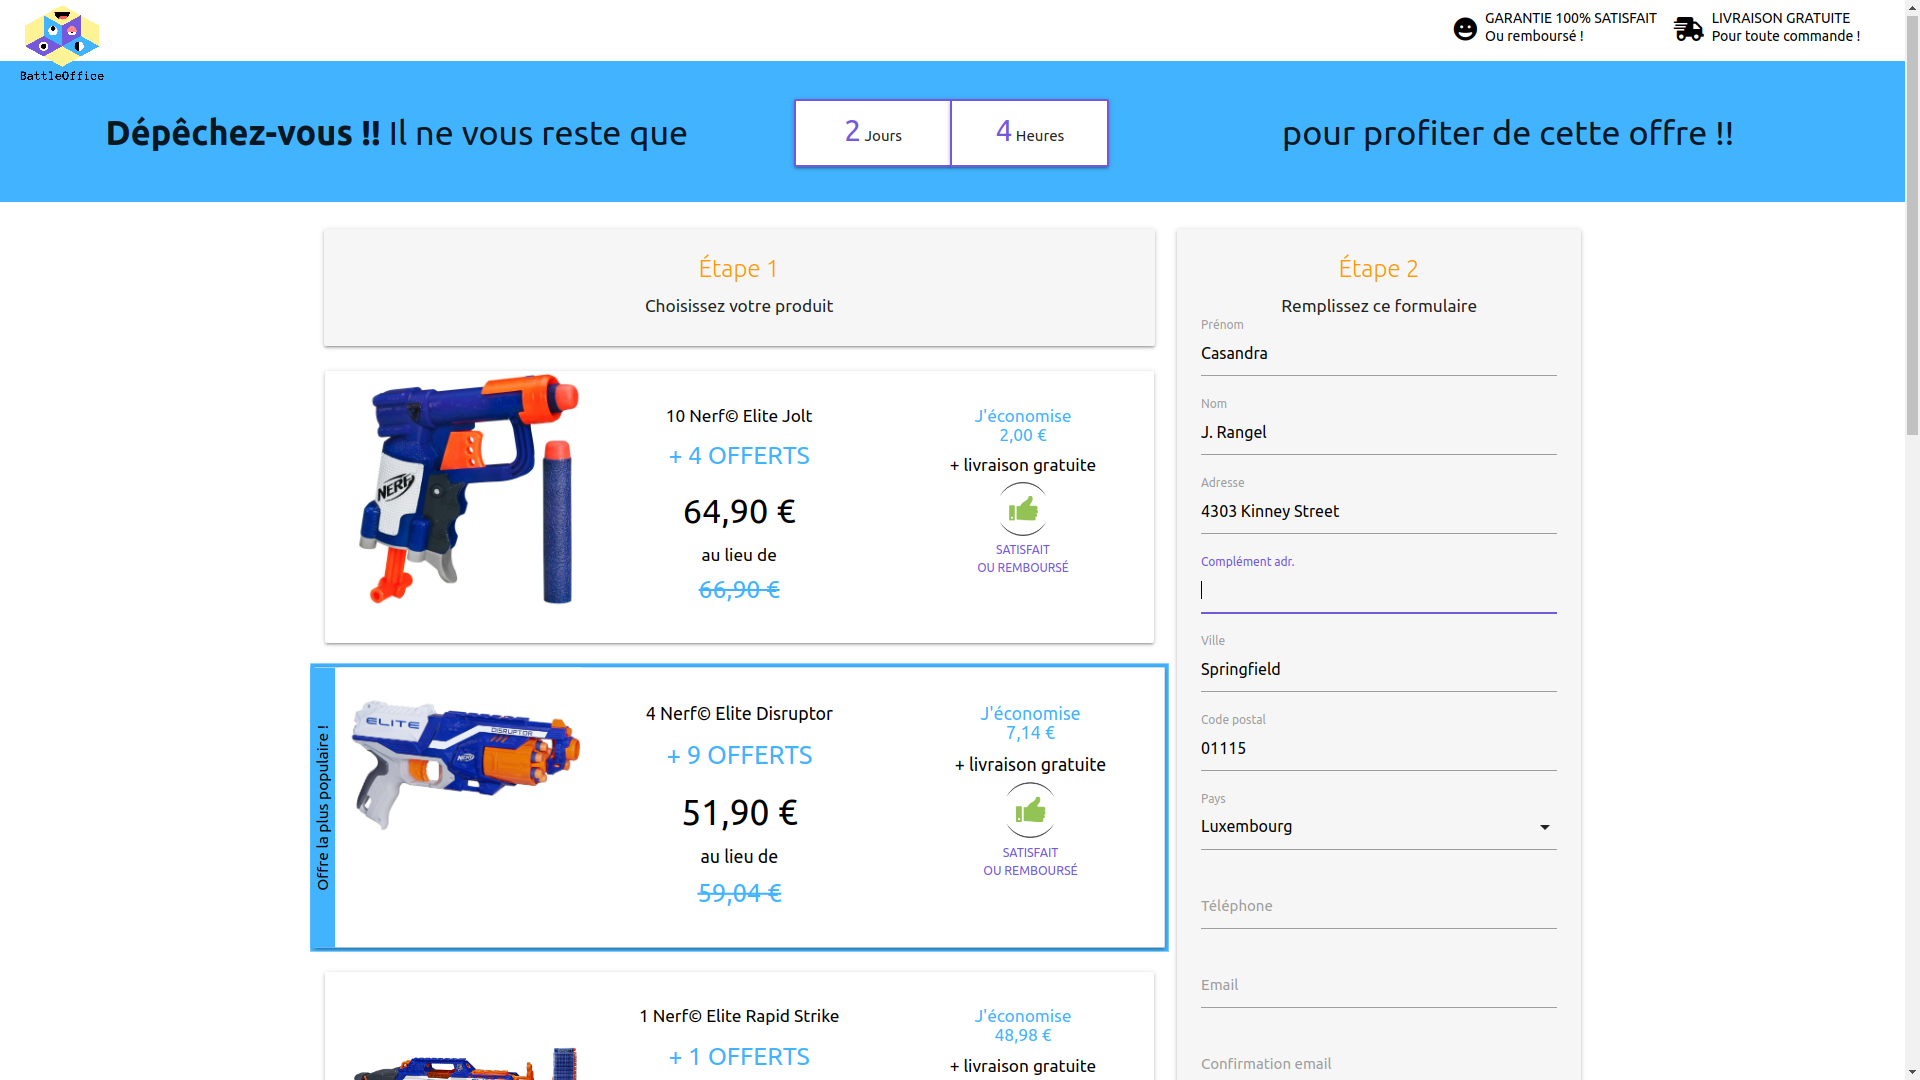 BattleOffice
GARANTIE 100% SATISFAIT
Ou remboursé !
LIVRAISON GRATUITE
Pour toute commande !
Dépêchez-vous !! Il ne vous reste que
2 Jours
4 Heures
pour profiter de cette offre !!
Étape 1
Choisissez votre produit
NERF
10 Nerf© Elite Jolt
+ 4 OFFERTS
64,90 €
au lieu de
66,90 €
J'économise
2,00 €
+ livraison gratuite
SATISFAIT
OU REMBOURSÉ
Offre la plus populaire !
ELITE
DISRUPTOR
NERF
4 Nerf© Elite Disruptor
+ 9 OFFERTS
51,90 €
au lieu de
59,04 €
J'économise
7,14 €
+ livraison gratuite
SATISFAIT
OU REMBOURSÉ
1 Nerf© Elite Rapid Strike
+ 1 OFFERTS
J'économise
48,98 €
+ livraison gratuite
Étape 2
Remplissez ce formulaire
Prénom
Casandra
Nom
J. Rangel
Adresse
4303 Kinney Street
Complément adr.
Ville
Springfield
Code postal
01115
Pays
Luxembourg
Téléphone
Email
Confirmation email